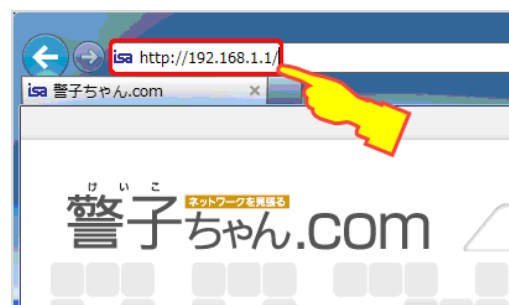 isa http://192.168.1.1/
isa 警子ちゃん.com ×
けいこ
ネットワークを見張る
警子ちゃん.com